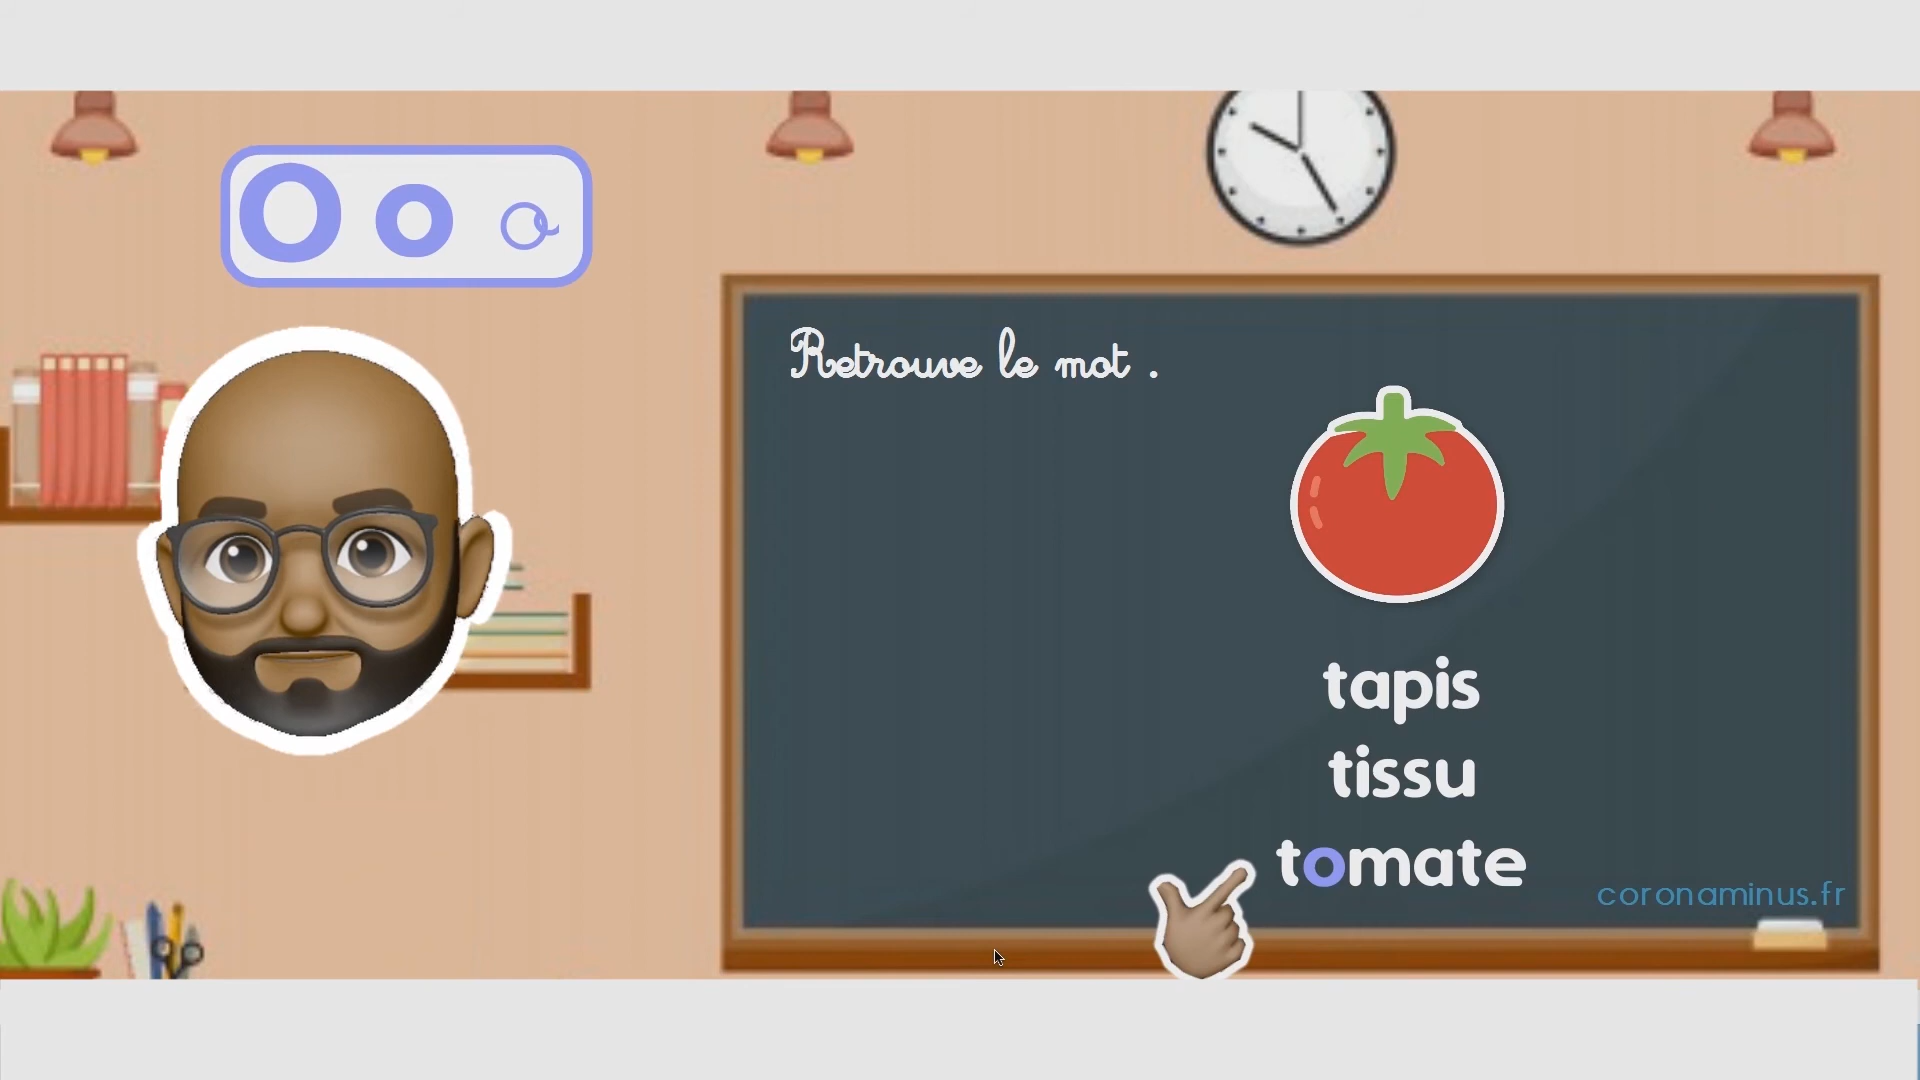 O o o
Retrouve le mot .
tapis
tissu
tomate
coronaminus.fr